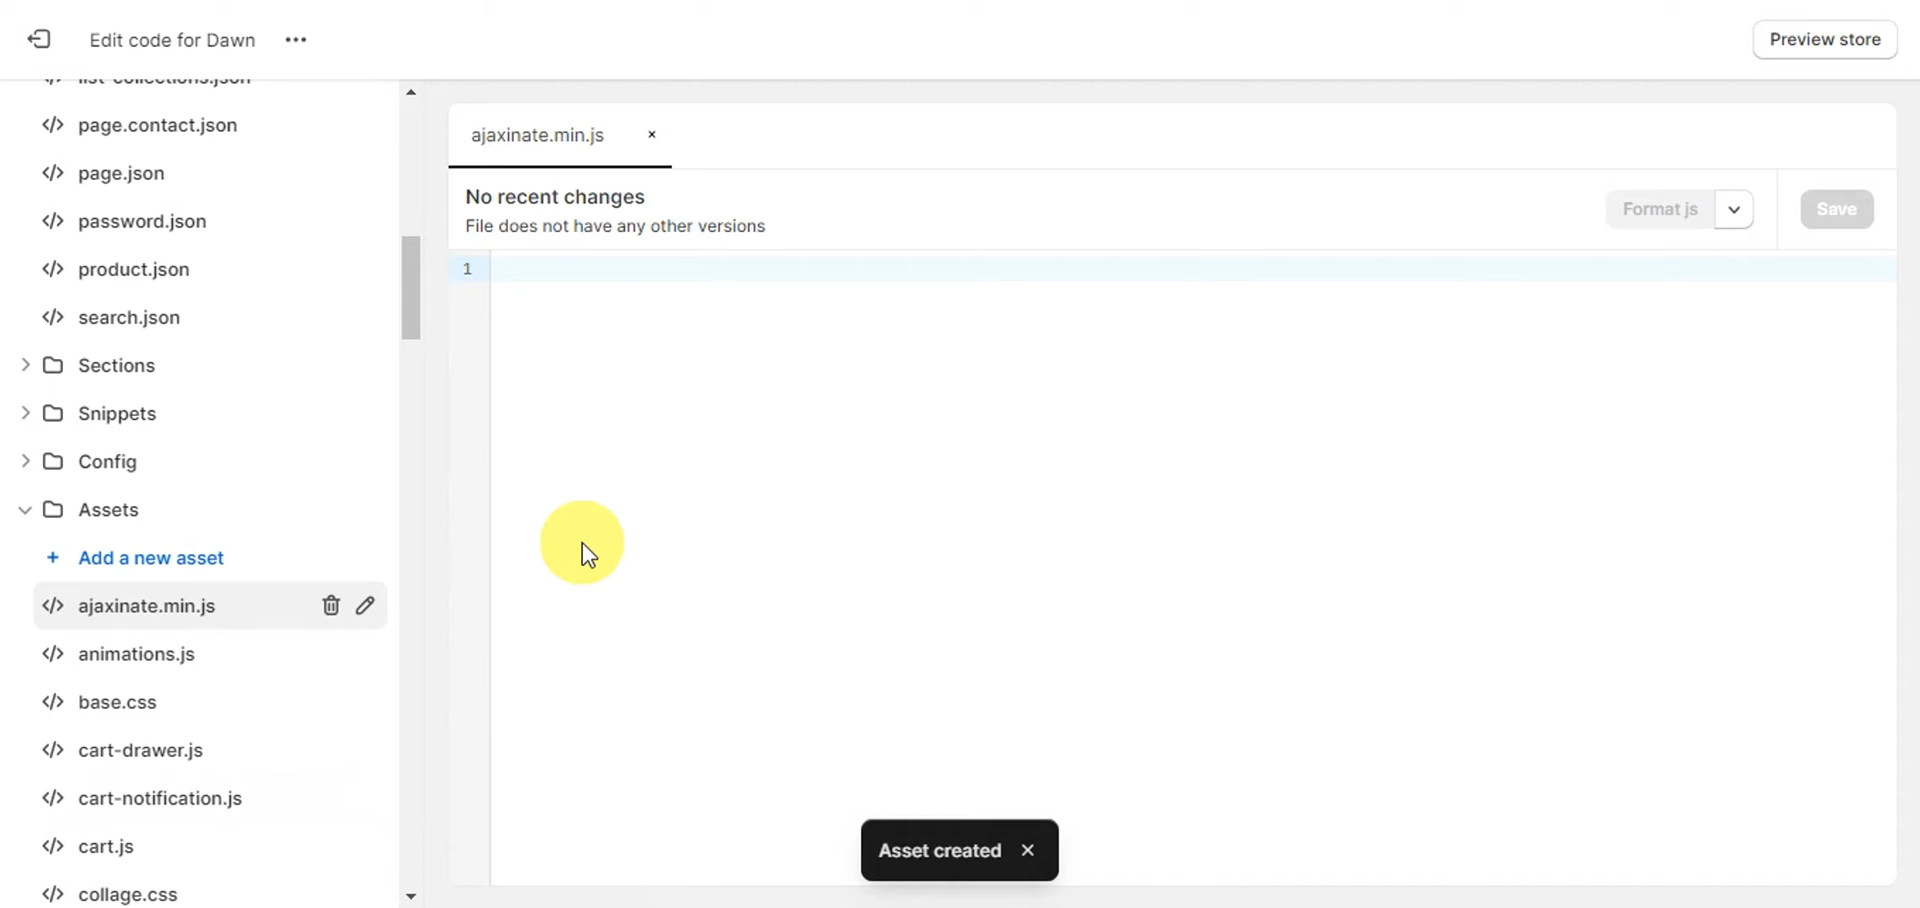 Edit code for Dawn
Preview store
list-collections.json
page.contact.json
page.json
password.json
product.json
search.json
Sections
Snippets
Config
Assets
+ Add a new asset
ajaxinate.min.js
animations.js
base.css
cart-drawer.js
cart-notification.js
cart.js
collage.css
ajaxinate.min.js
No recent changes
File does not have any other versions
Format js
Save
1
Asset created